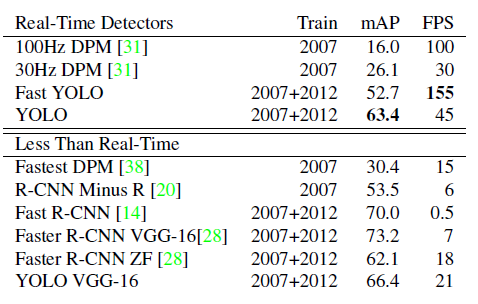 Real-Time Detectors Train mAP FPS
100Hz DPM [31] 2007 16.0 100
30Hz DPM [31] 2007 26.1 30
Fast YOLO 2007+2012 52.7 155
YOLO 2007+2012 63.4 45
Less Than Real-Time
Fastest DPM [38] 2007 30.4 15
R-CNN Minus R [20] 2007 53.5 6
Fast R-CNN [14] 2007+2012 70.0 0.5
Faster R-CNN VGG-16[28] 2007+2012 73.2 7
Faster R-CNN ZF [28] 2007+2012 62.1 18
YOLO VGG-16 2007+2012 66.4 21